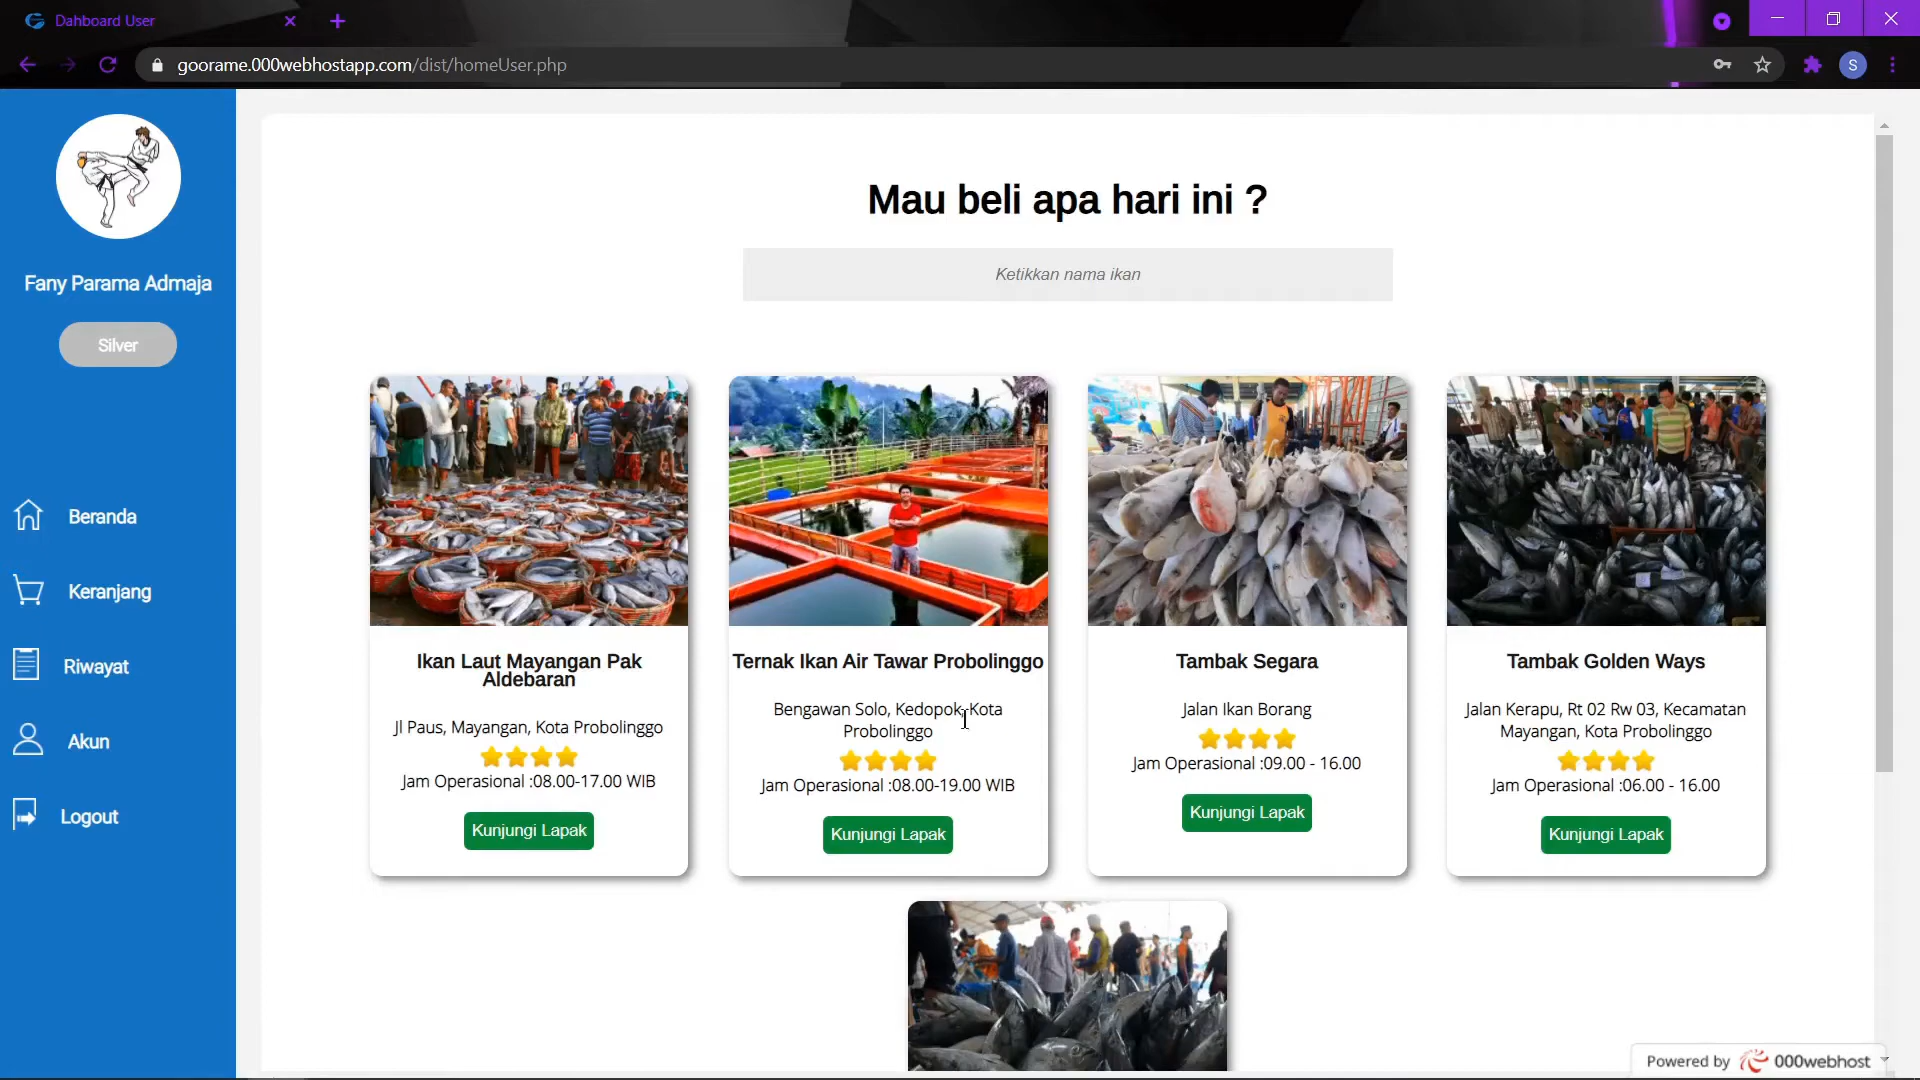 Dahboard User
goorame.000webhostapp.com/dist/homeUser.php
S
Fany Parama Admaja
Silver
Beranda
Keranjang
Riwayat
Akun
Logout
Mau beli apa hari ini ?
Ketikkan nama ikan
Ikan Laut Mayangan Pak
Aldebaran
Jl Paus, Mayangan, Kota Probolinggo
Jam Operasional :08.00-17.00 WIB
Kunjungi Lapak
Ternak Ikan Air Tawar Probolinggo
Bengawan Solo, Kedopok, Kota
Probolinggo
Jam Operasional :08.00-19.00 WIB
Kunjungi Lapak
Tambak Segara
Jalan Ikan Borang
Jam Operasional :09.00 - 16.00
Kunjungi Lapak
Tambak Golden Ways
Jalan Kerapu, Rt 02 Rw 03, Kecamatan
Mayangan, Kota Probolinggo
Jam Operasional :06.00 - 16.00
Kunjungi Lapak
Powered by 000webhost